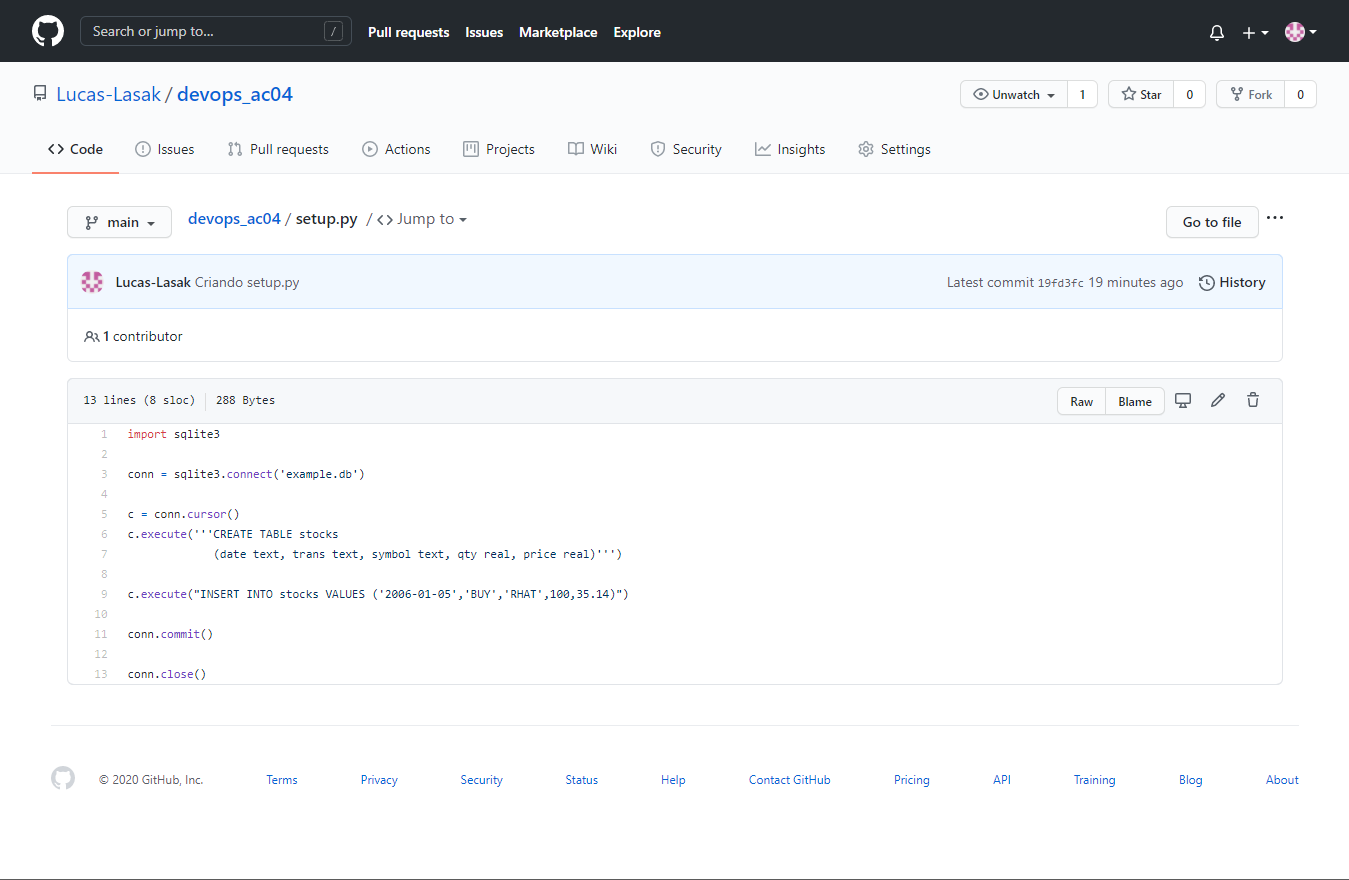 Search or jump to... /
Pull requests Issues Marketplace Explore
Lucas-Lasak / devops_ac04
Unwatch 1 Star 0 Fork 0
Code Issues Pull requests Actions Projects Wiki Security Insights Settings
main devops_ac04 / setup.py / Jump to Go to file ...
Lucas-Lasak Criando setup.py Latest commit 19fd3fc 19 minutes ago History
1 contributor
13 lines (8 sloc) 288 Bytes Raw Blame
1 import sqlite3
2
3 conn = sqlite3.connect('example.db')
4
5 c = conn.cursor()
6 c.execute('''CREATE TABLE stocks
7 (date text, trans text, symbol text, qty real, price real)''')
8
9 c.execute("INSERT INTO stocks VALUES ('2006-01-05','BUY','RHAT',100,35.14)")
10
11 conn.commit()
12
13 conn.close()
© 2020 GitHub, Inc. Terms Privacy Security Status Help Contact GitHub Pricing API Training Blog About